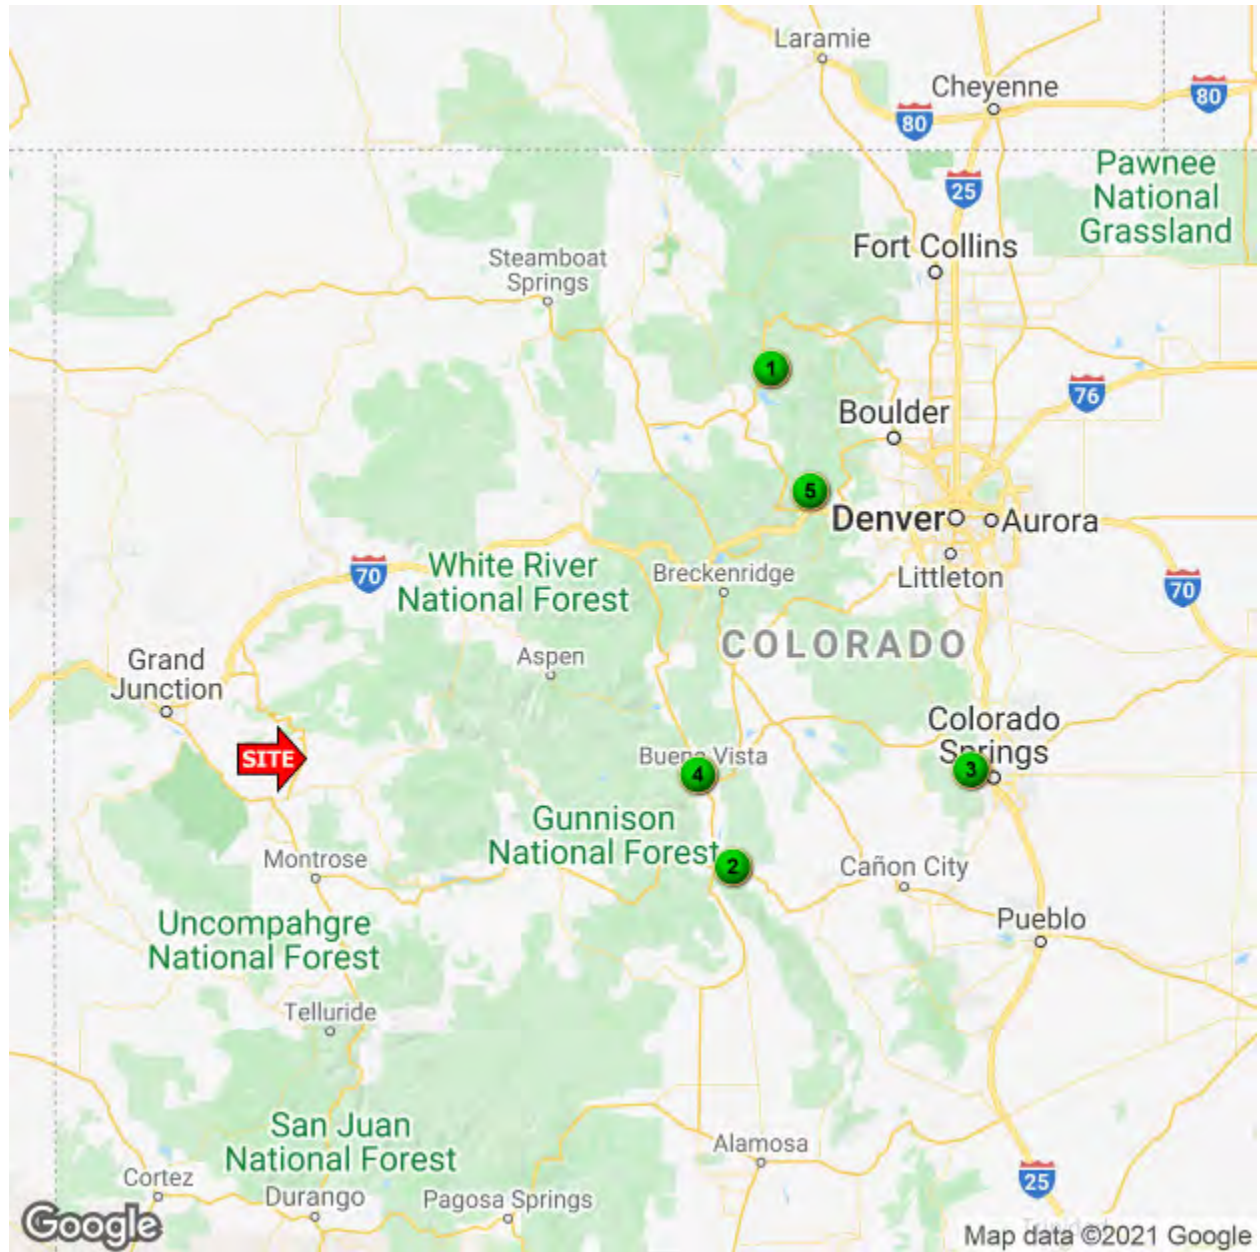 Laramie
Cheyenne
80
80
Pawnee
National
Grassland
25
Fort Collins
Steamboat
Springs
1
76
Boulder
5
Denver
Aurora
White River
National Forest
70
Breckenridge
Littleton
70
COLORADO
Grand
Junction
Aspen
Colorado
Springs
SITE
Buena Vista
4
3
Gunnison
National Forest
2
Montrose
Cañon City
Uncompahgre
National Forest
Pueblo
Telluride
San Juan
National Forest
Alamosa
25
Cortez
Durango
Pagosa Springs
Google
Map data ©2021 Google